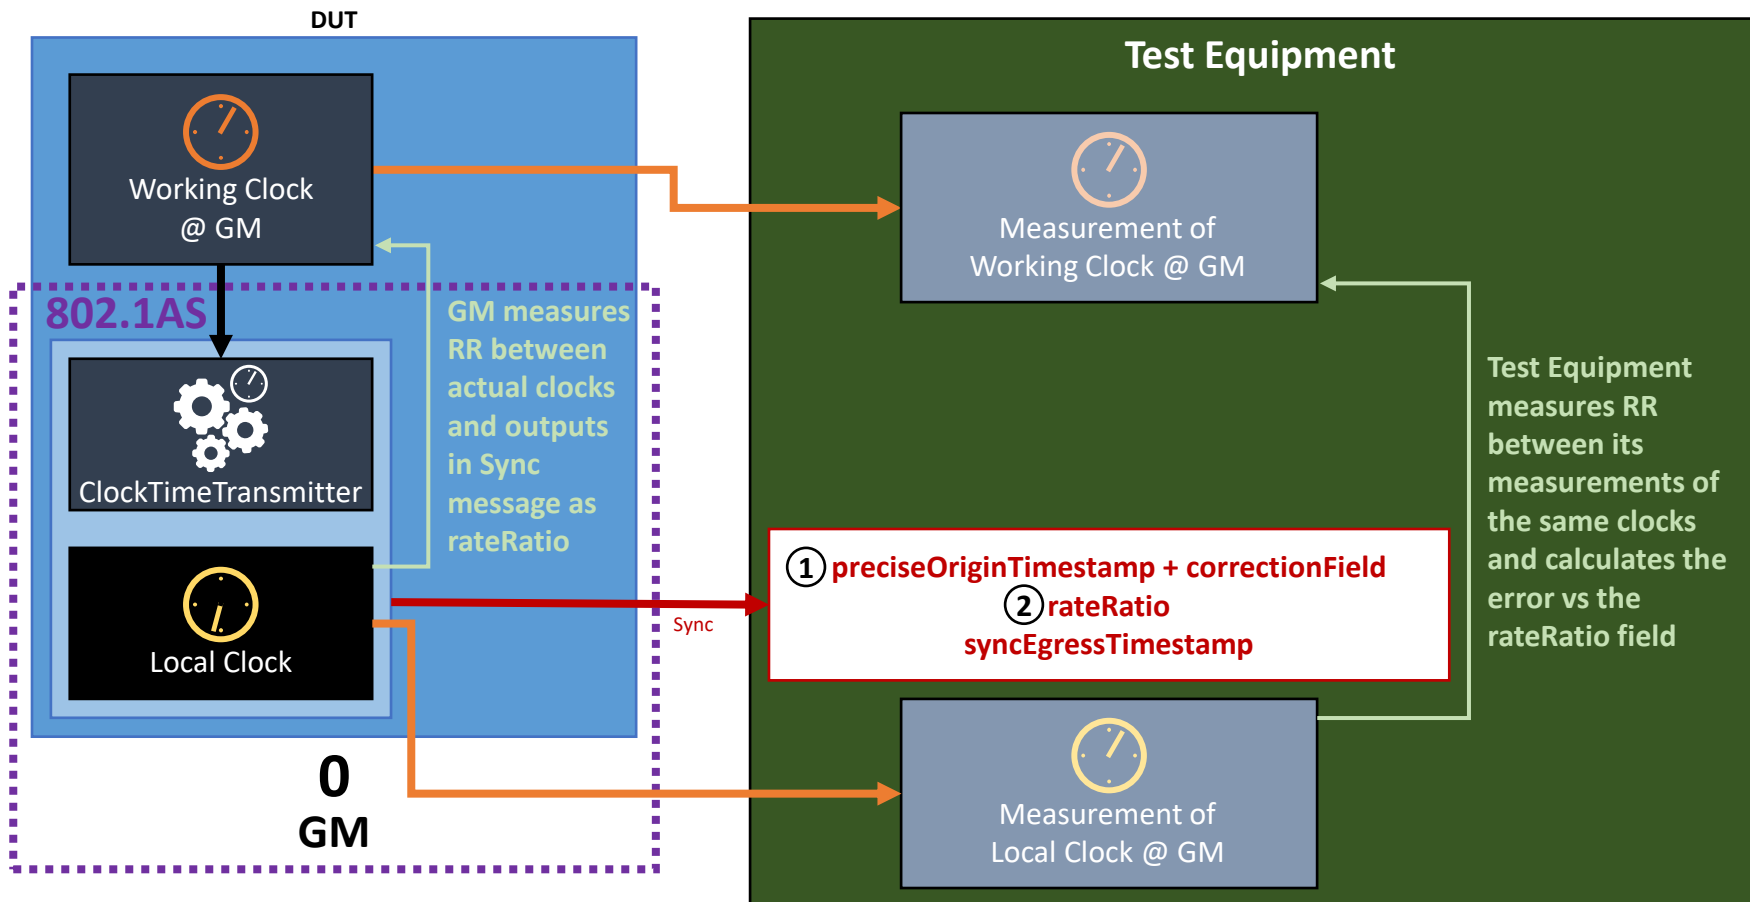 DUT
Test Equipment
Working Clock
@ GM
Measurement of
Working Clock @ GM
802.1AS
GM measures
RR between
actual clocks
and outputs
in Sync
message as
rateRatio
ClockTimeTransmitter
Local Clock
Sync
1 preciseOriginTimestamp + correctionField
2 rateRatio
syncEgressTimestamp
Test Equipment
measures RR
between its
measurements of
the same clocks
and calculates the
error vs the
rateRatio field
0
GM
Measurement of
Local Clock @ GM